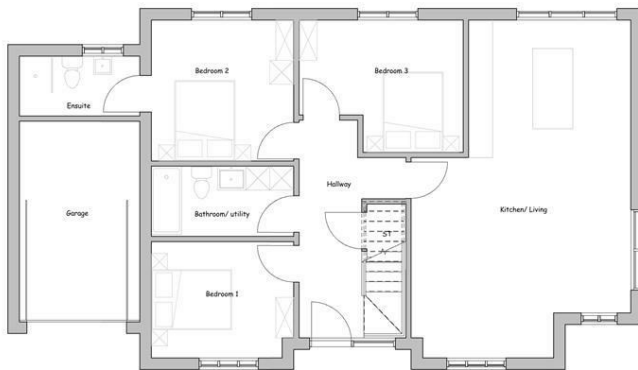 Bedroom 2
Bedroom 3
Ensuite
Hallway
Kitchen/ Living
Garage
Bathroom/ utility
ST
Bedroom 1